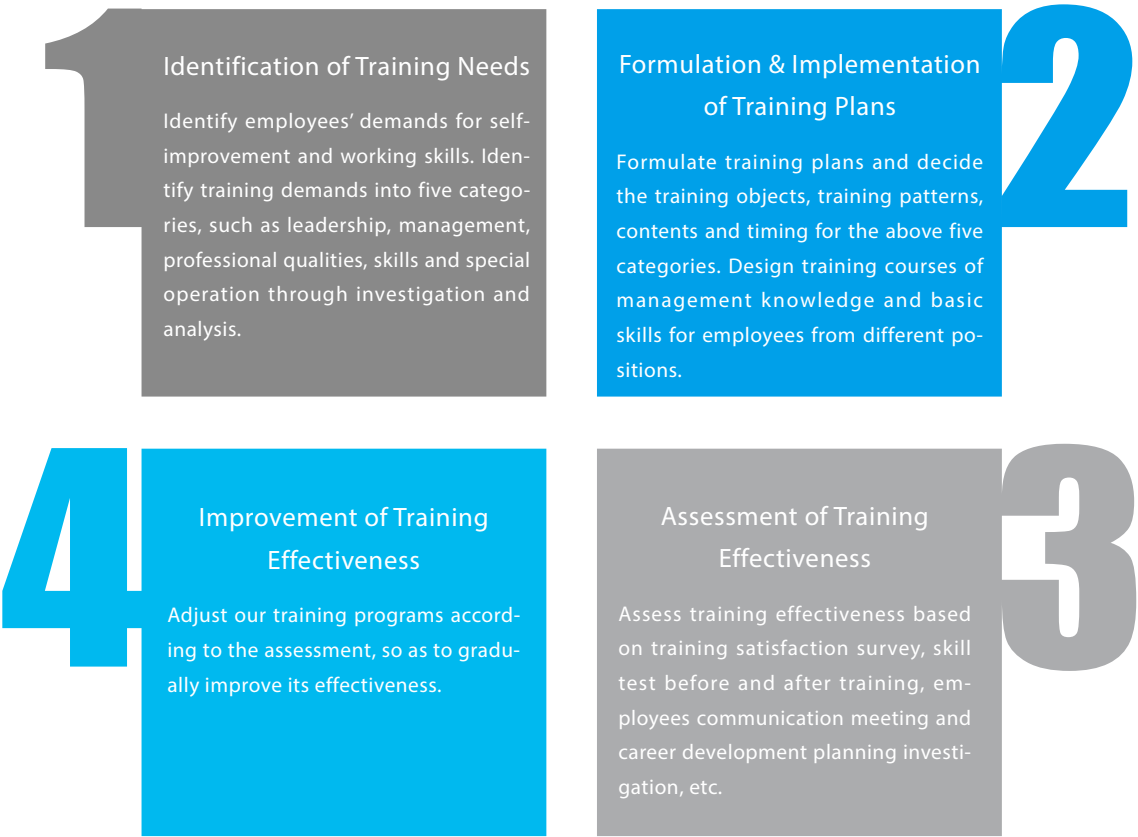 1
Identification of Training Needs
Identify employees’ demands for self-
improvement and working skills. Iden-
tify training demands into five catego-
ries, such as leadership, management,
professional qualities, skills and special
operation through investigation and
analysis.
2
Formulation & Implementation
of Training Plans
Formulate training plans and decide
the training objects, training patterns,
contents and timing for the above five
categories. Design training courses of
management knowledge and basic
skills for employees from different po-
sitions.
3
Assessment of Training
Effectiveness
Assess training effectiveness based
on training satisfaction survey, skill
test before and after training, em-
ployees communication meeting and
career development planning investi-
gation, etc.
4
Improvement of Training
Effectiveness
Adjust our training programs accord-
ing to the assessment, so as to gradu-
ally improve its effectiveness.